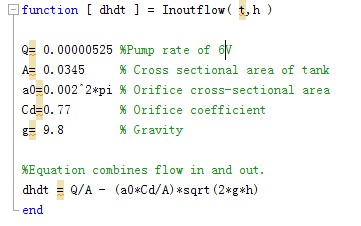 function [ dhdt ] = Inoutflow( t,h )
Q= 0.00000525 %Pump rate of 6V
A= 0.0345 % Cross sectional area of tank
a0=0.002^2*pi % Orifice cross-sectional area
Cd=0.77 % Orifice coefficient
g= 9.8 % Gravity
%Equation combines flow in and out.
dhdt = Q/A - (a0*Cd/A)*sqrt(2*g*h)
end